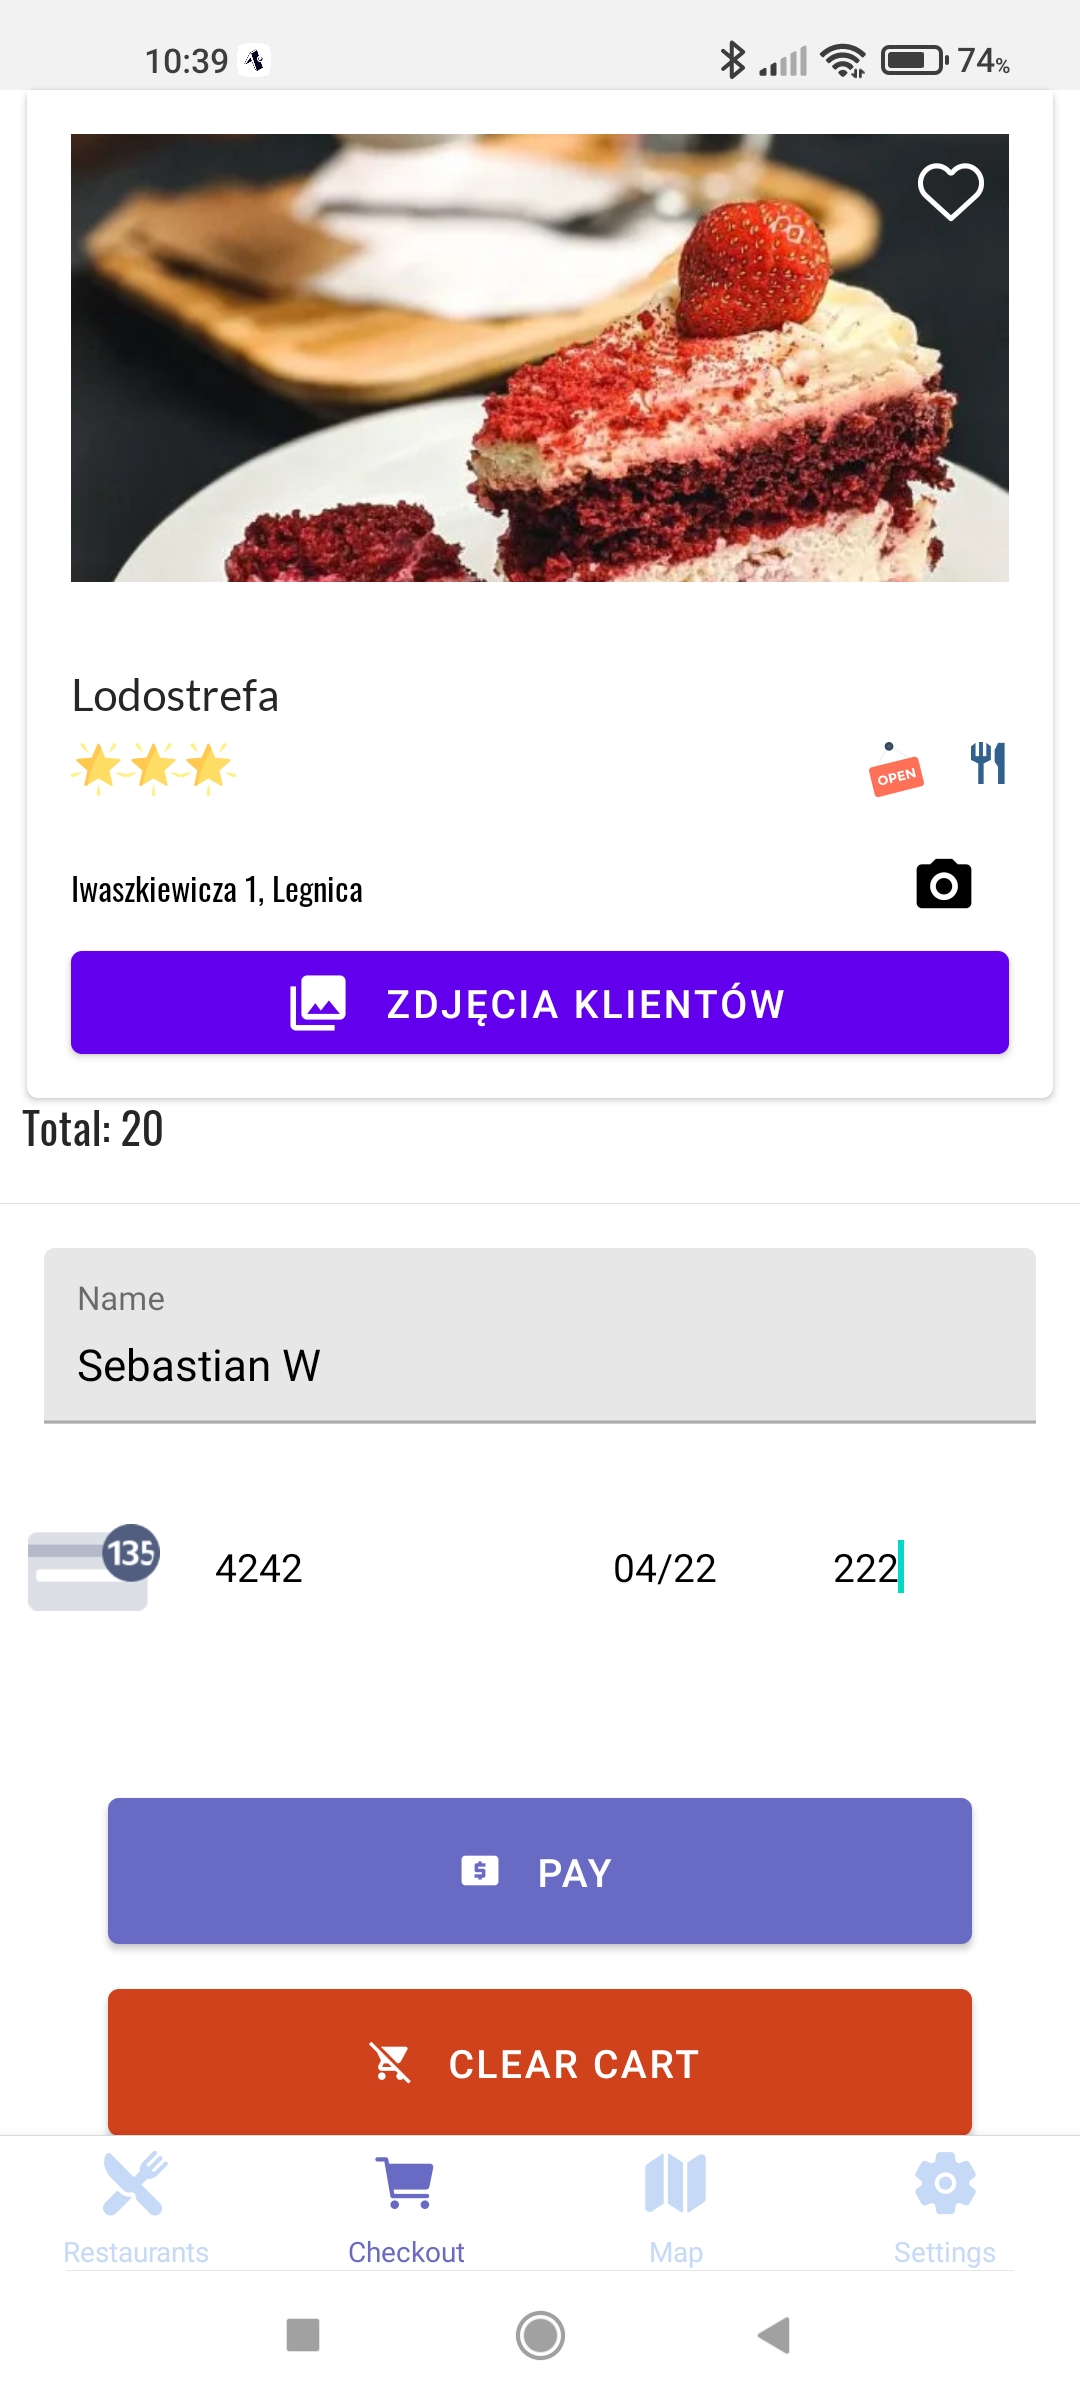 10:39 74%
Lodostrefa
OPEN
Iwaszkiewicza 1, Legnica
ZDJĘCIA KLIENTÓW
Total: 20
Name
Sebastian W
135 4242 04/22 222
$ PAY
CLEAR CART
Restaurants Checkout Map Settings